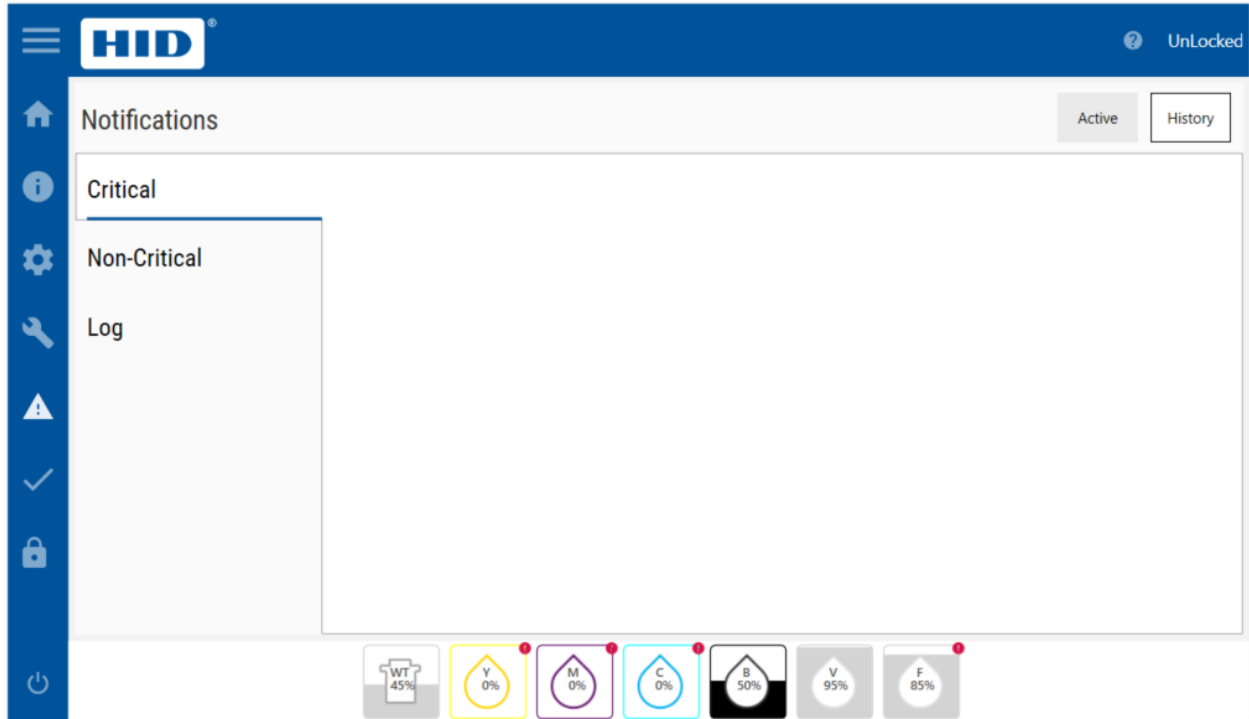 HID®
UnLocked
Notifications
Active
History
Critical
Non-Critical
Log
WT
45%
Y
0%
M
0%
C
0%
B
50%
V
95%
F
85%